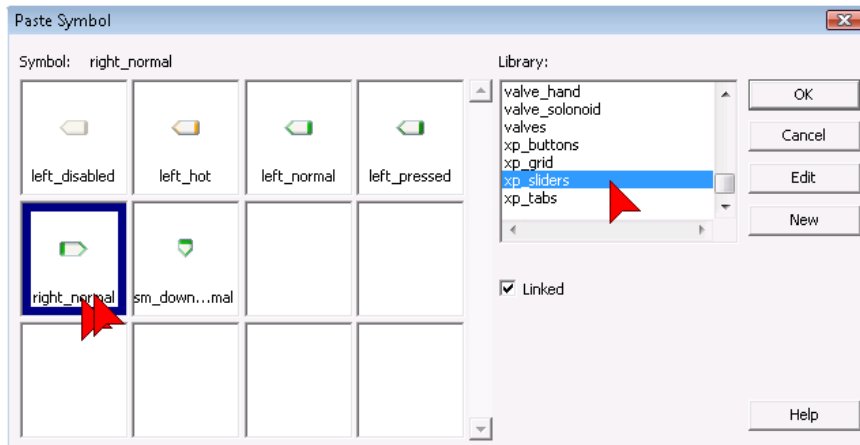 Paste Symbol
Symbol: right_normal
Library:
left_disabled
left_hot
left_normal
left_pressed
right_normal
sm_down...mal
valve_hand
valve_solonoid
valves
xp_buttons
xp_grid
xp_sliders
xp_tabs
Linked
OK
Cancel
Edit
New
Help